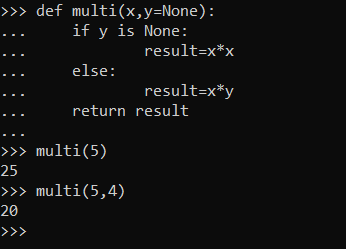 >>> def multi(x,y=None):
...     if y is None:
...             result=x*x
...     else:
...             result=x*y
...     return result
...
>>> multi(5)
25
>>> multi(5,4)
20
>>>